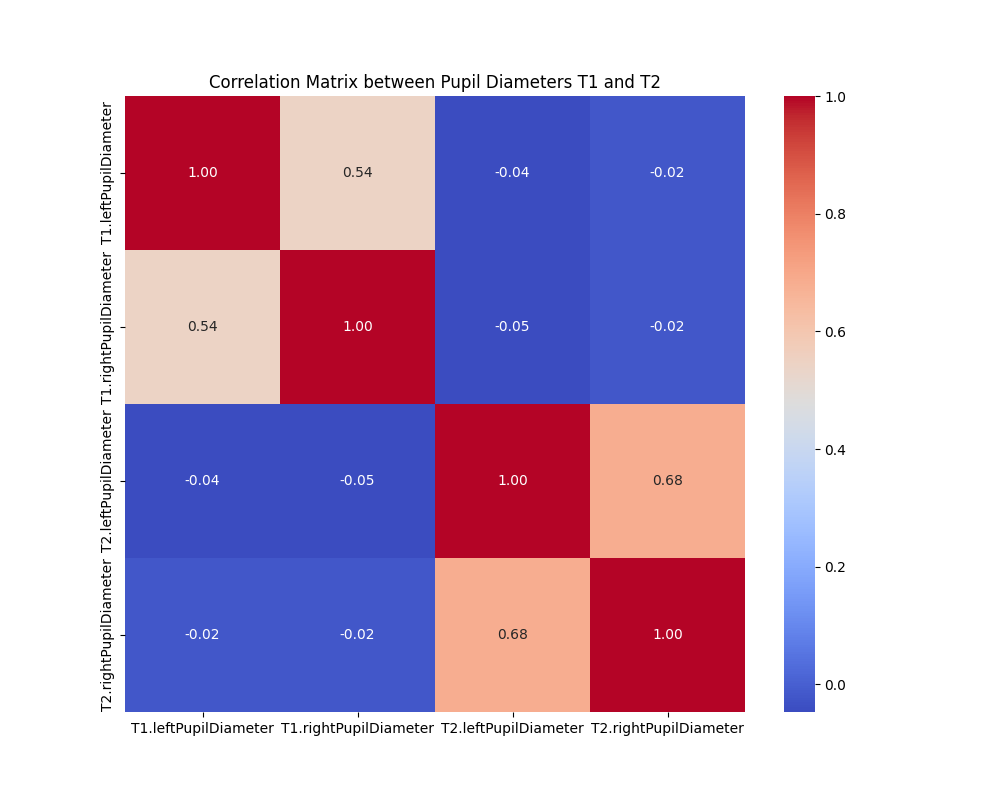 Correlation Matrix between Pupil Diameters T1 and T2
T1.leftPupilDiameter
1.00 0.54 -0.04 -0.02
T1.rightPupilDiameter
0.54 1.00 -0.05 -0.02
T2.leftPupilDiameter
-0.04 -0.05 1.00 0.68
T2.rightPupilDiameter
-0.02 -0.02 0.68 1.00
T1.leftPupilDiameter T1.rightPupilDiameter T2.leftPupilDiameter T2.rightPupilDiameter
1.0
0.8
0.6
0.4
0.2
0.0